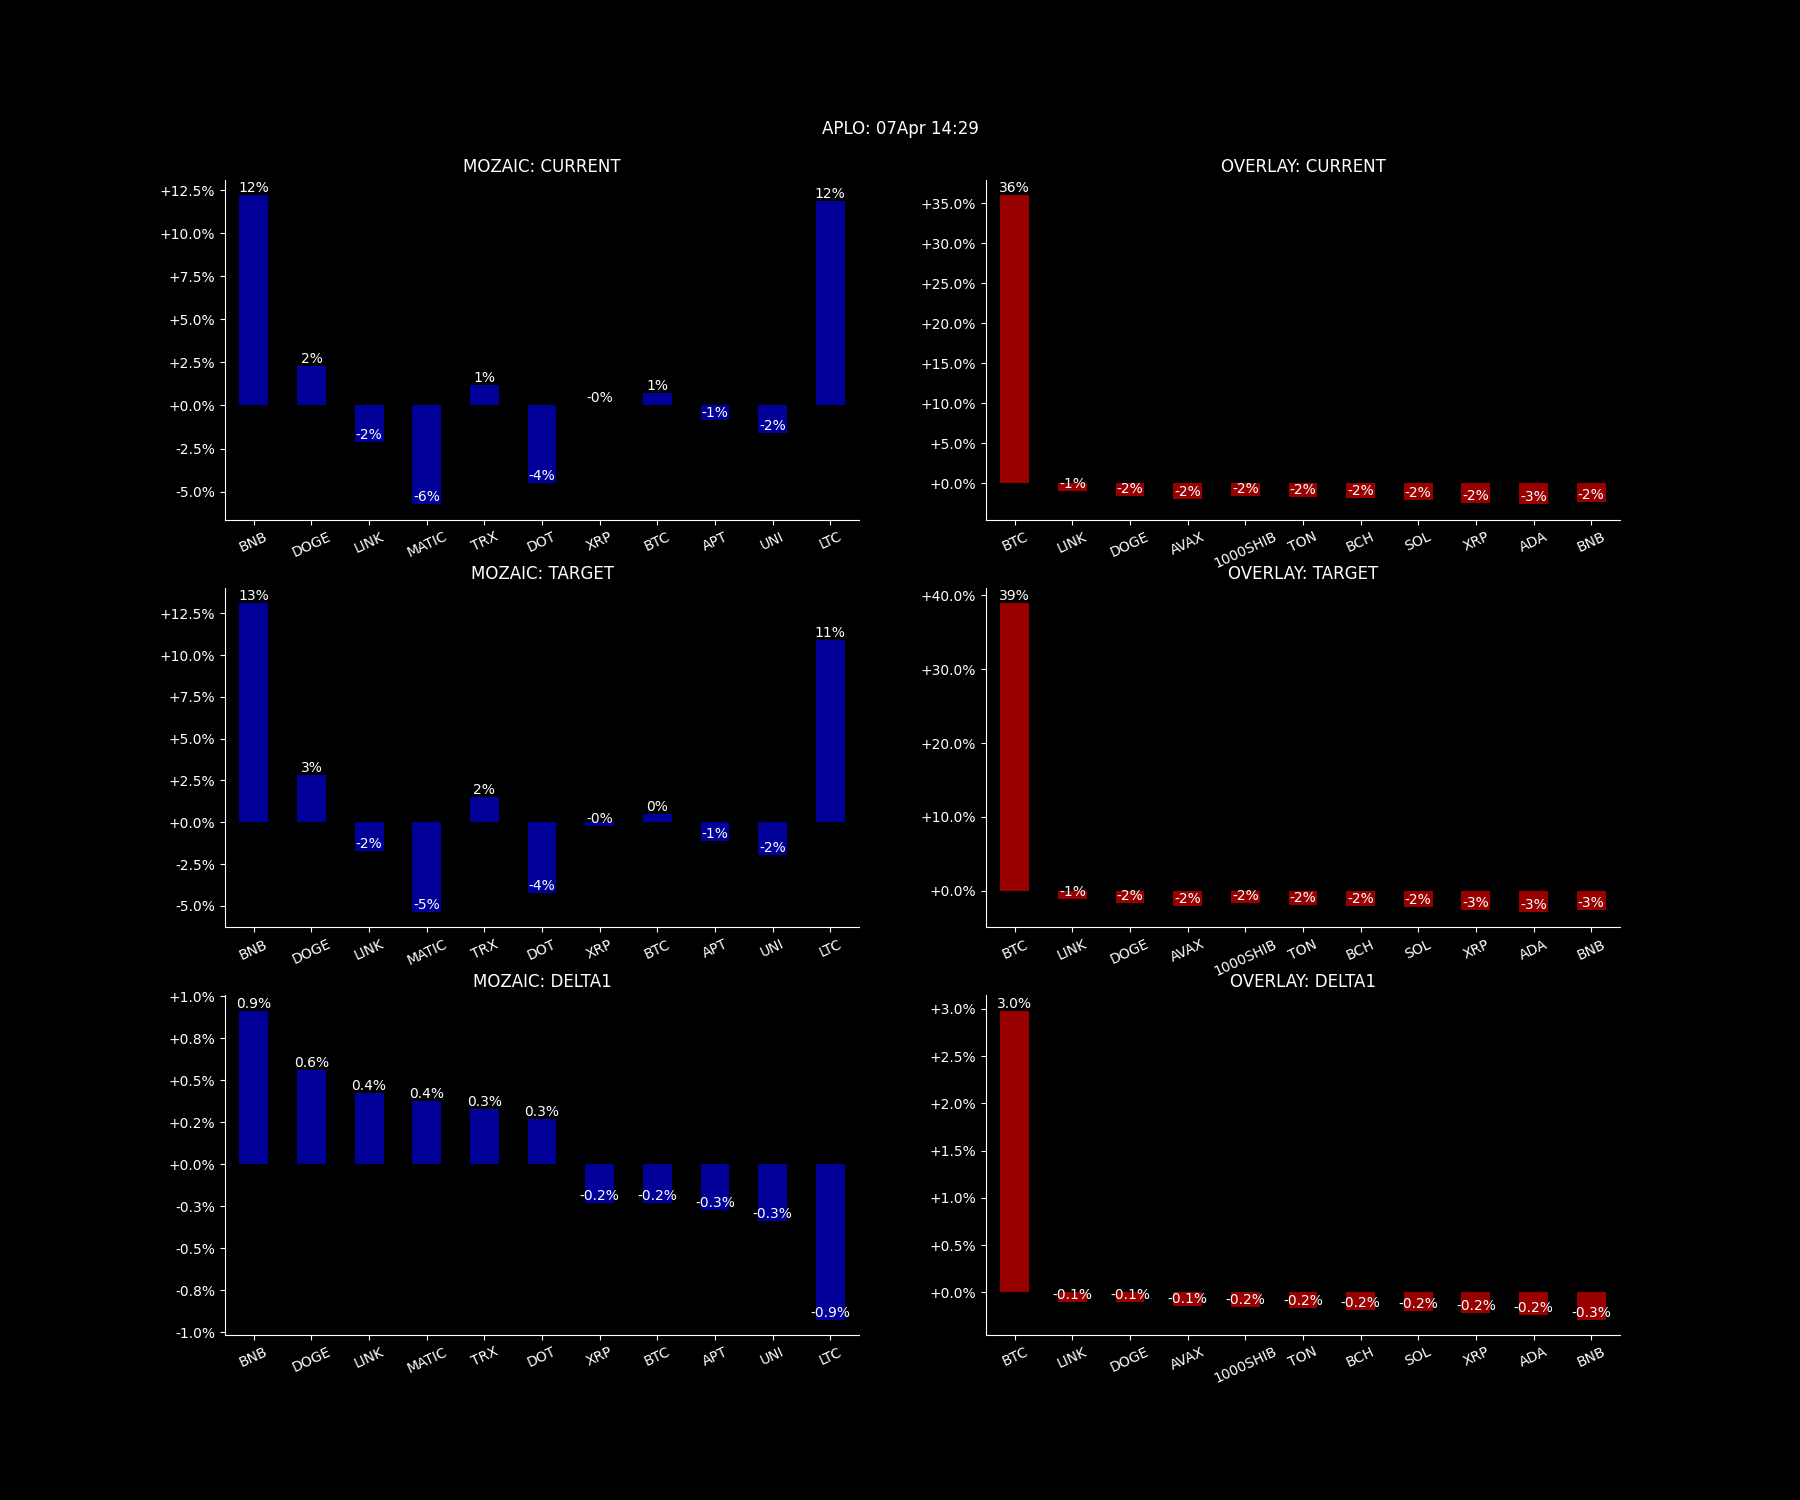 APLO: 07Apr 14:29
MOZAIC: CURRENT
+12.5%
+10.0%
+7.5%
+5.0%
+2.5%
+0.0%
-2.5%
-5.0%
12% 2% -2% -6% 1% -4% -0% 1% -1% -2% 12%
BNB DOGE LINK MATIC TRX DOT XRP BTC APT UNI LTC
OVERLAY: CURRENT
+35.0%
+30.0%
+25.0%
+20.0%
+15.0%
+10.0%
+5.0%
+0.0%
36% -1% -2% -2% -2% -2% -2% -2% -2% -3% -2%
BTC LINK DOGE AVAX 1000SHIB TON BCH SOL XRP ADA BNB
MOZAIC: TARGET
+12.5%
+10.0%
+7.5%
+5.0%
+2.5%
+0.0%
-2.5%
-5.0%
13% 3% -2% -5% 2% -4% -0% 0% -1% -2% 11%
BNB DOGE LINK MATIC TRX DOT XRP BTC APT UNI LTC
OVERLAY: TARGET
+40.0%
+30.0%
+20.0%
+10.0%
+0.0%
39% -1% -2% -2% -2% -2% -2% -2% -3% -3% -3%
BTC LINK DOGE AVAX 1000SHIB TON BCH SOL XRP ADA BNB
MOZAIC: DELTA1
+1.0%
+0.8%
+0.5%
+0.2%
+0.0%
-0.3%
-0.5%
-0.8%
-1.0%
0.9% 0.6% 0.4% 0.4% 0.3% 0.3% -0.2% -0.2% -0.3% -0.3% -0.9%
BNB DOGE LINK MATIC TRX DOT XRP BTC APT UNI LTC
OVERLAY: DELTA1
+3.0%
+2.5%
+2.0%
+1.5%
+1.0%
+0.5%
+0.0%
3.0% -0.1% -0.1% -0.1% -0.2% -0.2% -0.2% -0.2% -0.2% -0.2% -0.3%
BTC LINK DOGE AVAX 1000SHIB TON BCH SOL XRP ADA BNB